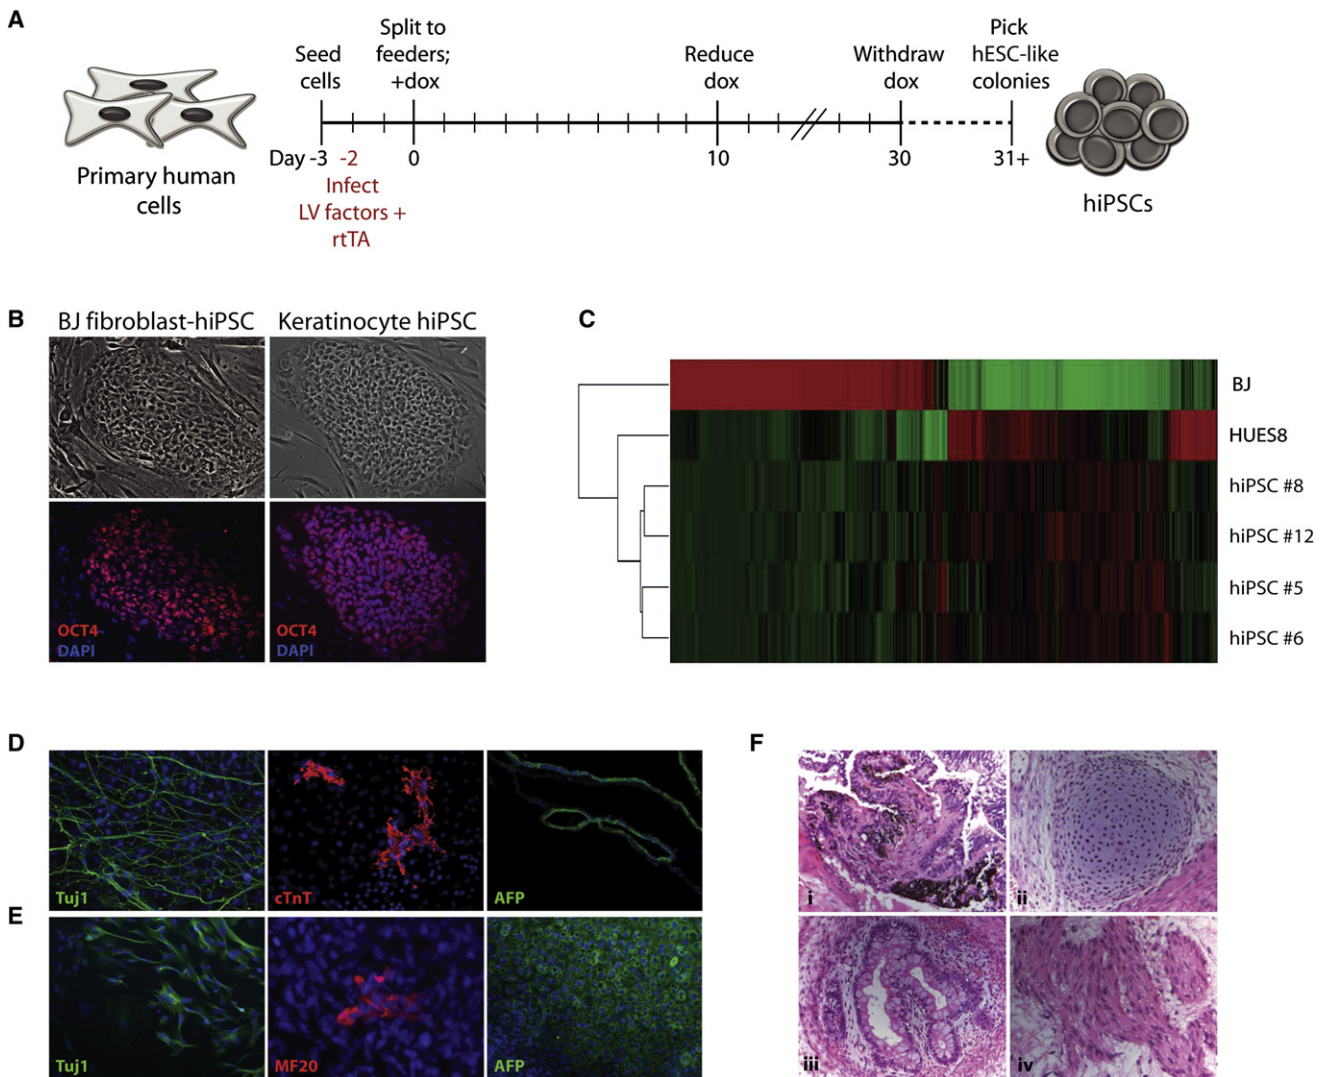 A
Seed
cells
Split to
feeders;
+dox
Reduce
dox
Withdraw
dox
Pick
hESC-like
colonies
Day -3 -2 0 10 30 31+
Infect
LV factors +
rtTA
Primary human
cells
hiPSCs
B
BJ fibroblast-hiPSC
Keratinocyte hiPSC
OCT4
DAPI
OCT4
DAPI
C
BJ
HUES8
hiPSC #8
hiPSC #12
hiPSC #5
hiPSC #6
D
Tuj1
cTnT
AFP
E
Tuj1
MF20
AFP
F
i
ii
iii
iv